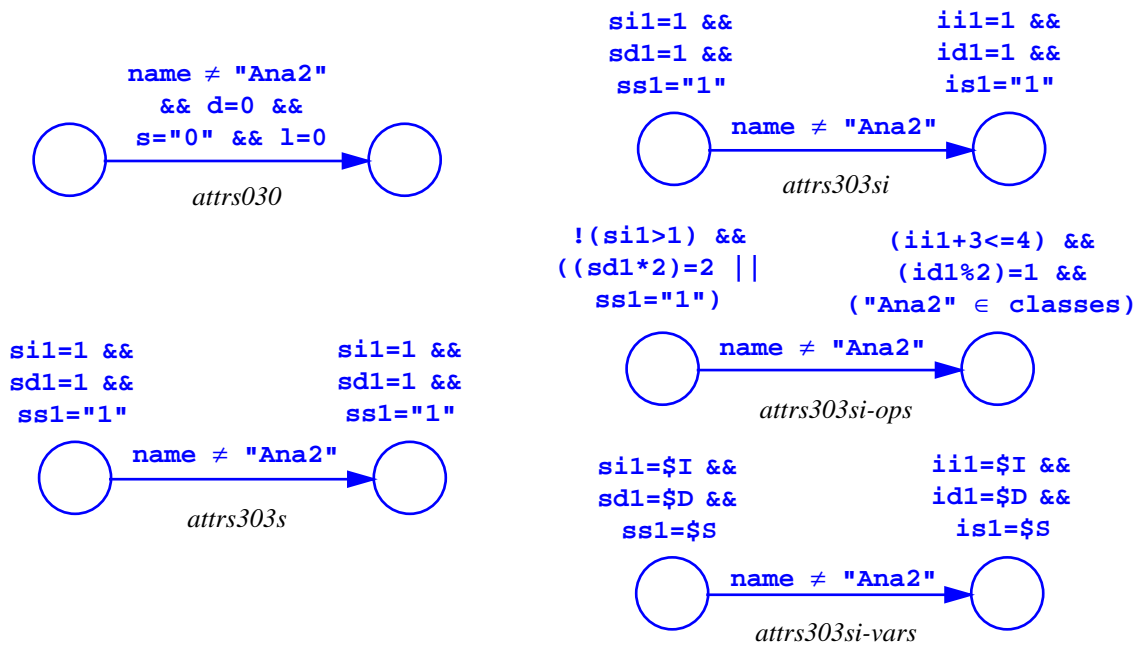 name ≠ "Ana2"
&& d=0 &&
s="0" && l=0
attrs030
si1=1 &&
sd1=1 &&
ss1="1"
ii1=1 &&
id1=1 &&
is1="1"
name ≠ "Ana2"
attrs303si
!(si1>1) &&
((sd1*2)=2 ||
ss1="1")
(ii1+3<=4) &&
(id1%2)=1 &&
("Ana2" ∈ classes)
name ≠ "Ana2"
attrs303si-ops
si1=1 &&
sd1=1 &&
ss1="1"
si1=1 &&
sd1=1 &&
ss1="1"
name ≠ "Ana2"
attrs303s
si1=$I &&
sd1=$D &&
ss1=$S
ii1=$I &&
id1=$D &&
is1=$S
name ≠ "Ana2"
attrs303si-vars